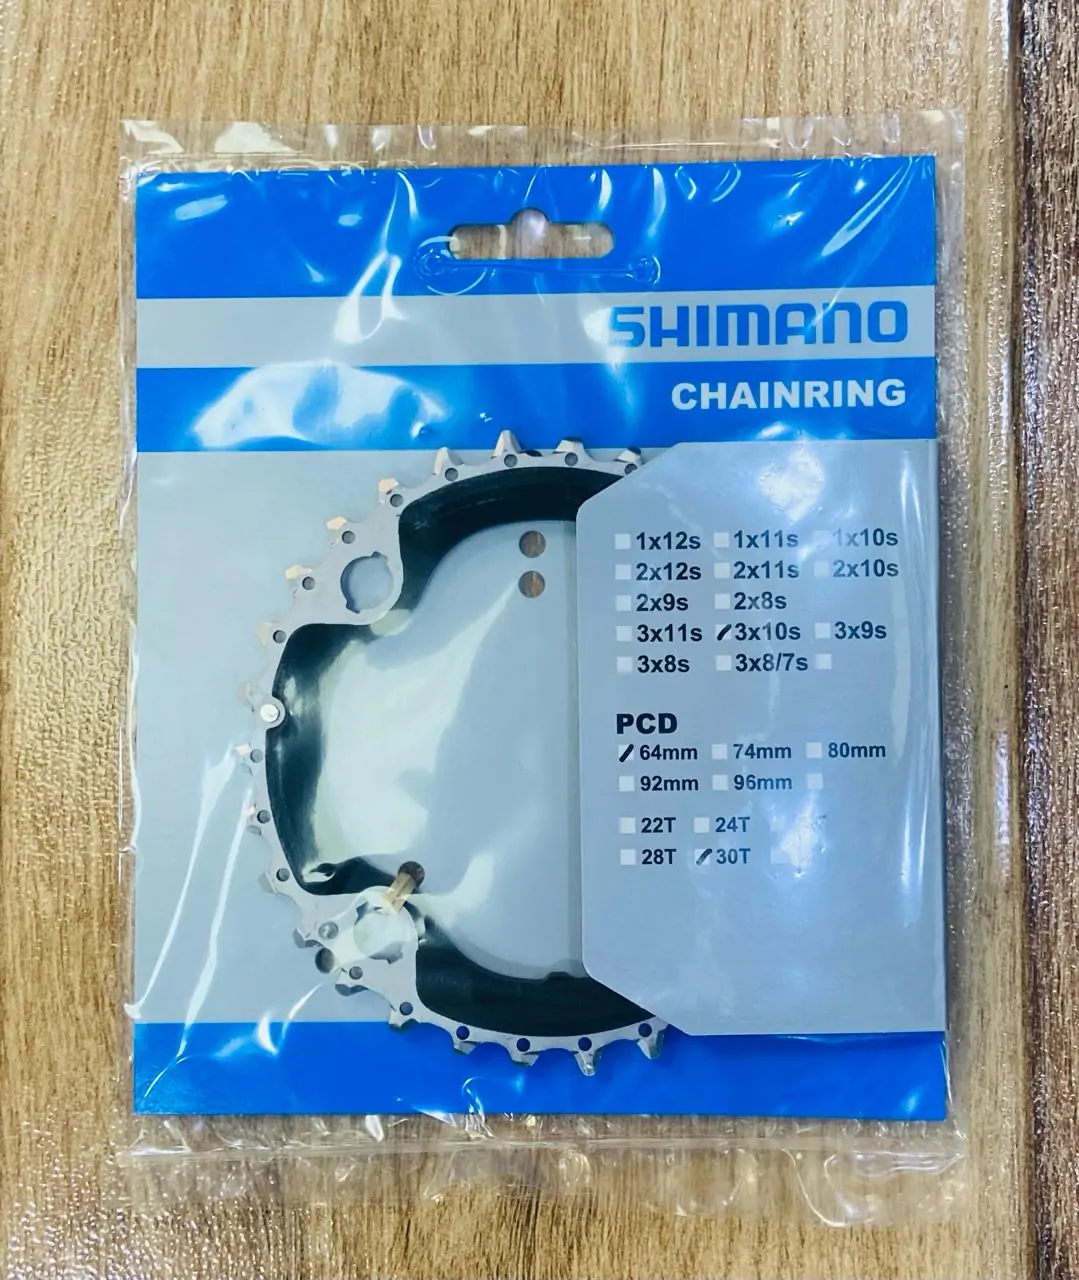 SHIMANO
CHAINRING
1x12s 1x11s 1x10s
2x12s 2x11s 2x10s
2x9s 2x8s
3x11s 3x10s 3x9s
3x8s 3x8/7s
PCD
64mm 74mm 80mm
92mm 96mm
22T 24T
28T 30T